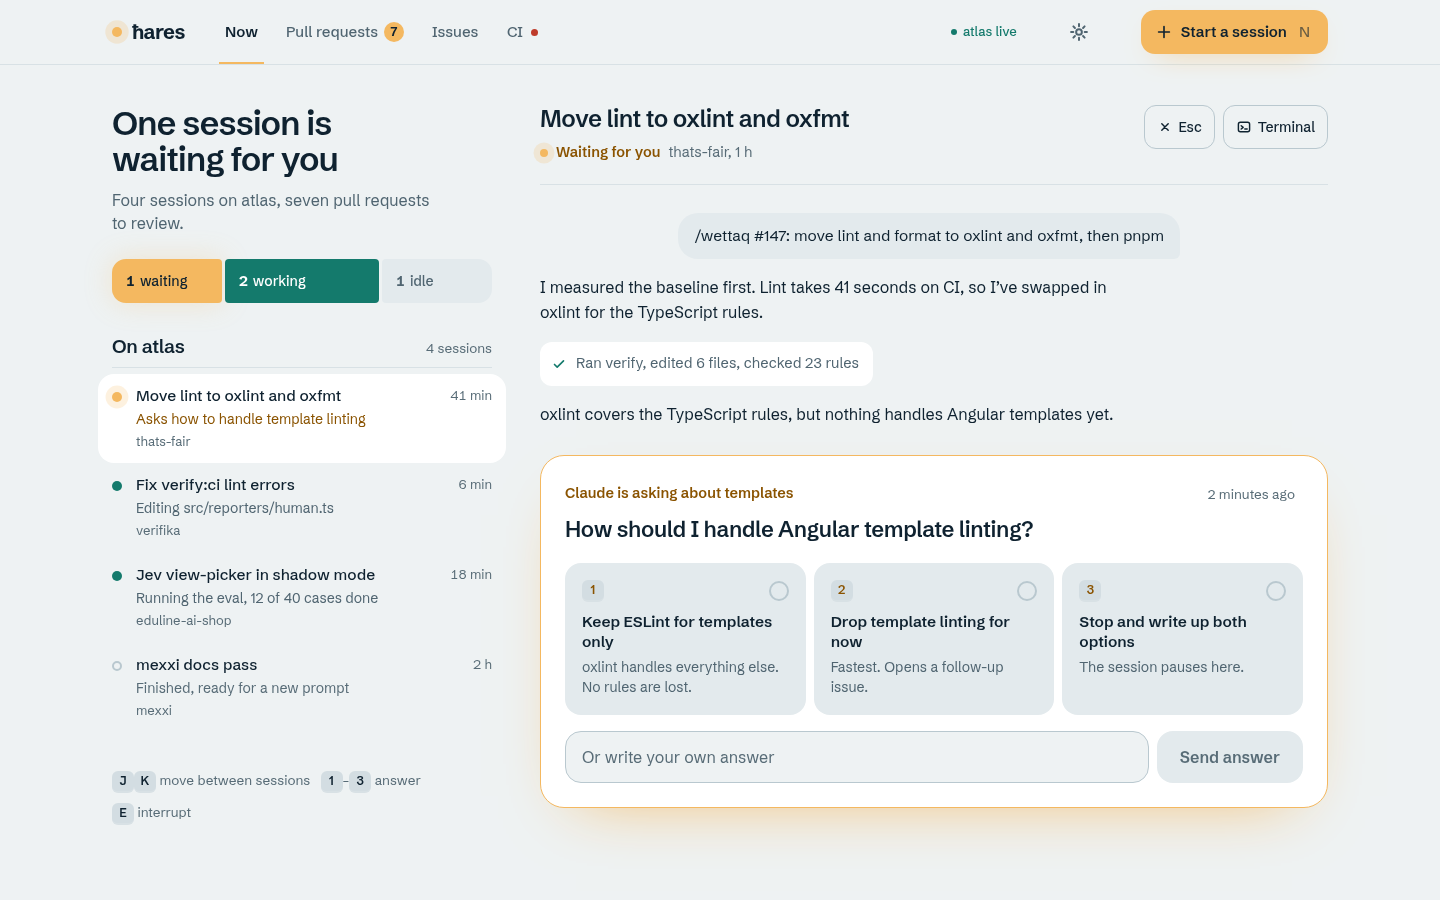 ħares
Now
Pull requests 7
Issues
CI
atlas live
Start a session N
One session is
waiting for you
Four sessions on atlas, seven pull requests
to review.
1 waiting
2 working
1 idle
On atlas
4 sessions
Move lint to oxlint and oxfmt
41 min
Asks how to handle template linting
thats-fair
Fix verify:ci lint errors
6 min
Editing src/reporters/human.ts
verifika
Jev view-picker in shadow mode
18 min
Running the eval, 12 of 40 cases done
eduline-ai-shop
mexxi docs pass
2 h
Finished, ready for a new prompt
mexxi
J K move between sessions 1–3 answer
E interrupt
Move lint to oxlint and oxfmt
Waiting for you thats-fair, 1 h
Esc
Terminal
/wettaq #147: move lint and format to oxlint and oxfmt, then pnpm
I measured the baseline first. Lint takes 41 seconds on CI, so I’ve swapped in
oxlint for the TypeScript rules.
Ran verify, edited 6 files, checked 23 rules
oxlint covers the TypeScript rules, but nothing handles Angular templates yet.
Claude is asking about templates
2 minutes ago
How should I handle Angular template linting?
1
Keep ESLint for templates
only
oxlint handles everything else.
No rules are lost.
2
Drop template linting for
now
Fastest. Opens a follow-up
issue.
3
Stop and write up both
options
The session pauses here.
Or write your own answer
Send answer